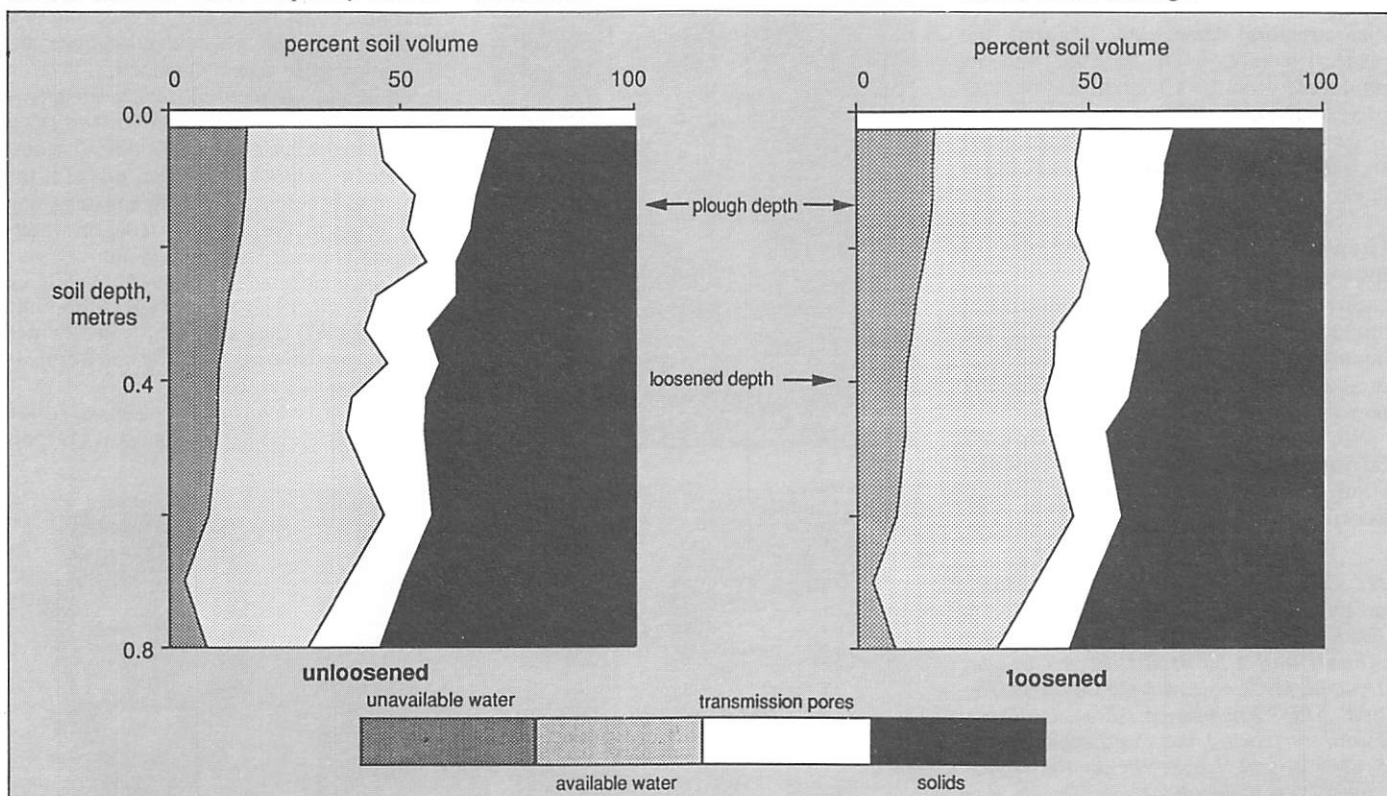 percent soil volume
percent soil volume
0 50 100
0 50 100
0.0
plough depth
soil depth,
metres
loosened depth
0.4
0.8
unloosened
loosened
unavailable water
transmission pores
available water
solids